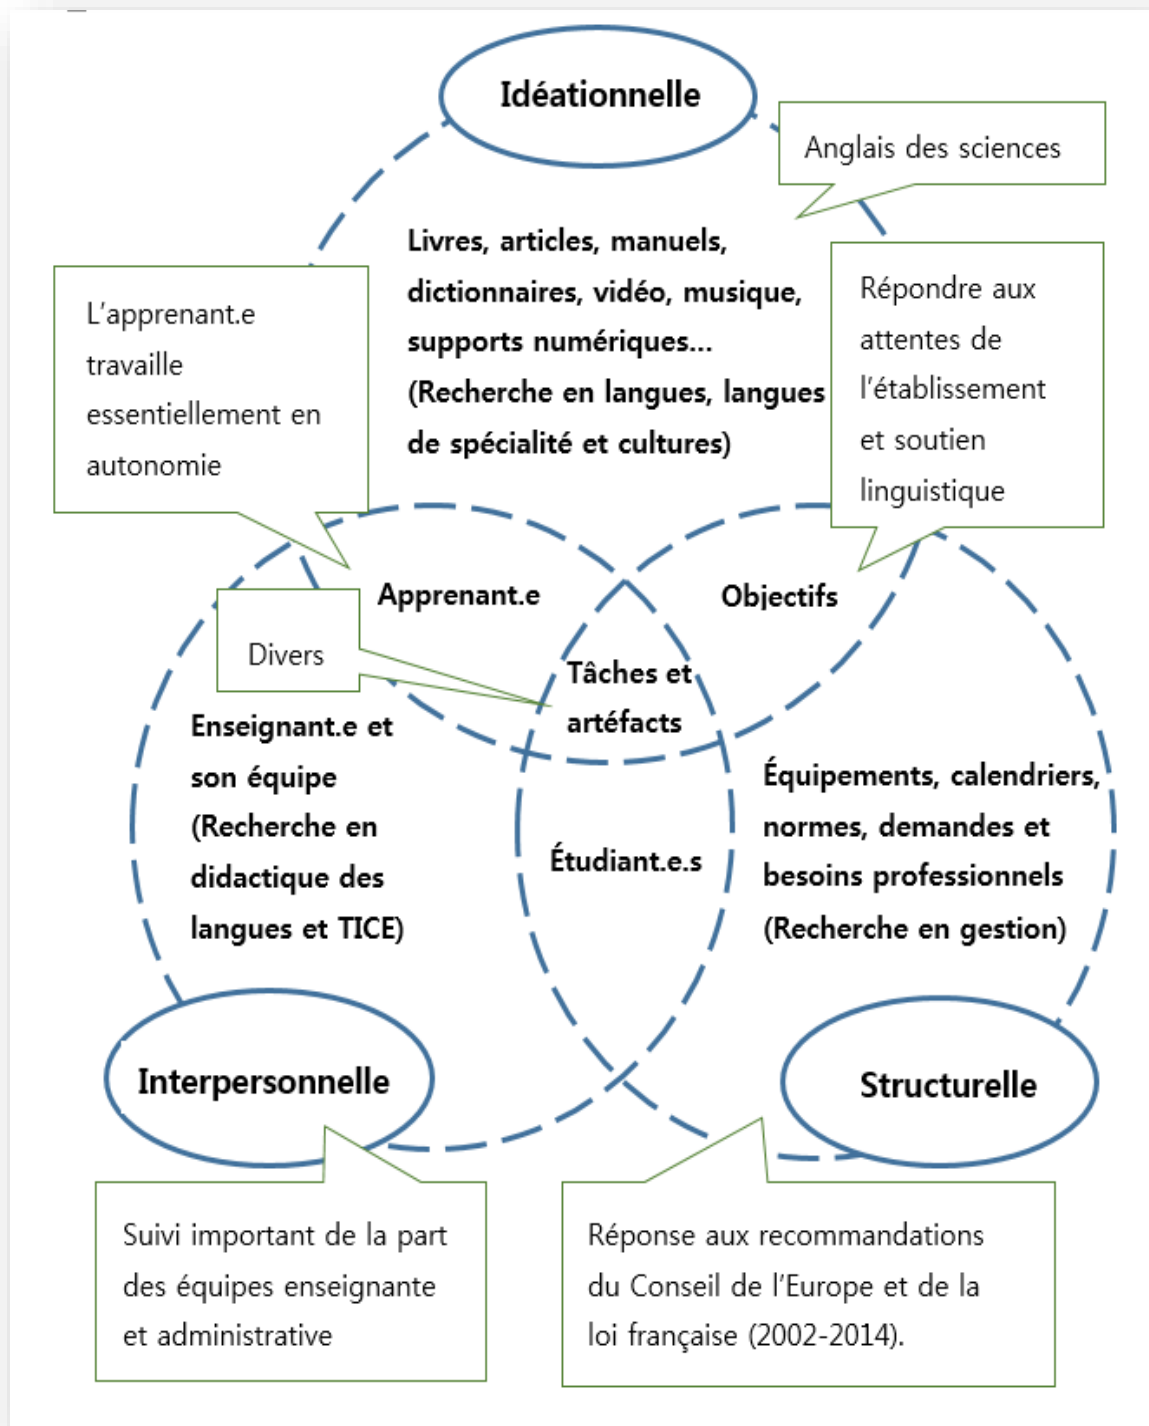 Idéationnelle
Anglais des sciences
Livres, articles, manuels,
dictionnaires, vidéo, musique,
supports numériques...
(Recherche en langues, langues
de spécialité et cultures)
L'apprenant.e
travaille
essentiellement en
autonomie
Répondre aux
attentes de
l'établissement
et soutien
linguistique
Apprenant.e
Objectifs
Divers
Tâches et
artéfacts
Enseignant.e et
son équipe
(Recherche en
didactique des
langues et TICE)
Étudiant.e.s
Équipements, calendriers,
normes, demandes et
besoins professionnels
(Recherche en gestion)
Interpersonnelle
Structurelle
Suivi important de la part
des équipes enseignante
et administrative
Réponse aux recommandations
du Conseil de l'Europe et de la
loi française (2002-2014).